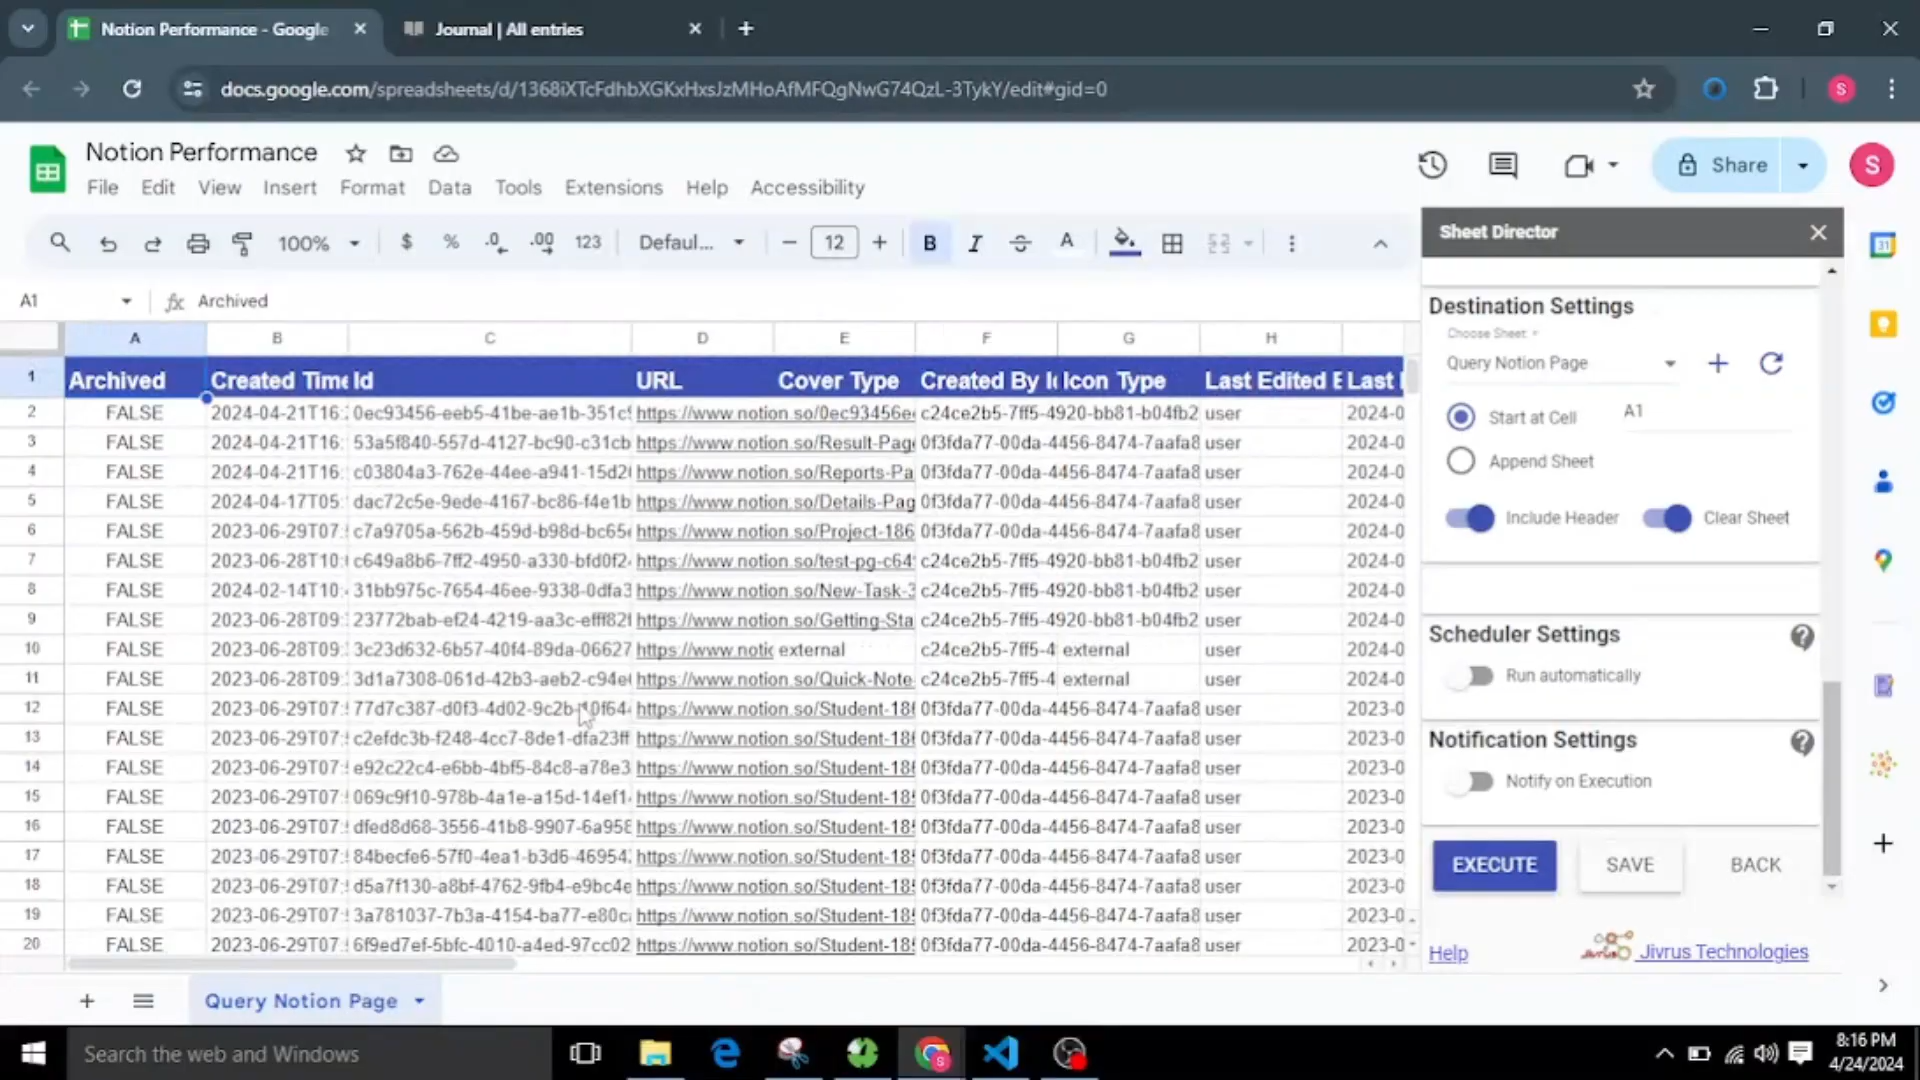 Notion Performance - Google
Journal | All entries
docs.google.com/spreadsheets/d/1368iXTcFdhbXGKxHxsJzMHoAfMFQgNwG74QzL-3TykY/edit#gid=0
Notion Performance
File Edit View Insert Format Data Tools Extensions Help Accessibility
Share
S
100% $ % .0 .00 123 Defaul... 12 B I A
A1 fx Archived
A B C D E F G H
1 Archived Created Time Id URL Cover Type Created By Icon Type Last Edited Last
2 FALSE 2024-04-21T16: 0ec93456-eeb5-41be-ae1b-351c https://www.notion.so/0ec93456e c24ce2b5-7ff5-4920-bb81-b04fb2 user 2024-0
3 FALSE 2024-04-21T16: 53a5f840-557d-4127-bc90-c31cb https://www.notion.so/Result-Page 0f3fda77-00da-4456-8474-7aafa8 user 2024-0
4 FALSE 2024-04-21T16: c03804a3-762e-44ee-a941-15d2 https://www.notion.so/Reports-Pa 0f3fda77-00da-4456-8474-7aafa8 user 2024-0
5 FALSE 2024-04-17T05: dac72c5e-9ede-4167-bc86-f4e1b https://www.notion.so/Details-Pag 0f3fda77-00da-4456-8474-7aafa8 user 2024-0
6 FALSE 2023-06-29T07: c7a9705a-562b-459d-b98d-bc65 https://www.notion.so/Project-186 0f3fda77-00da-4456-8474-7aafa8 user 2024-0
7 FALSE 2023-06-28T10: c649a8b6-7ff2-4950-a330-bfd0f2 https://www.notion.so/test-pg-c64 c24ce2b5-7ff5-4920-bb81-b04fb2 user 2024-0
8 FALSE 2024-02-14T10: 31bb975c-7654-46ee-9338-0dfa3 https://www.notion.so/New-Task-3 c24ce2b5-7ff5-4920-bb81-b04fb2 user 2024-0
9 FALSE 2023-06-28T09: 23772bab-ef24-4219-aa3c-efff82 https://www.notion.so/Getting-Sta c24ce2b5-7ff5-4920-bb81-b04fb2 user 2024-0
10 FALSE 2023-06-28T09: 3c23d632-6b57-40f4-89da-06627 https://www.notic external c24ce2b5-7ff5-4 external user 2024-0
11 FALSE 2023-06-28T09: 3d1a7308-061d-42b3-aeb2-c94e https://www.notion.so/Quick-Note c24ce2b5-7ff5-4 external user 2024-0
12 FALSE 2023-06-29T07: 77d7c387-d0f3-4d02-9c2b-10f64 https://www.notion.so/Student-18 0f3fda77-00da-4456-8474-7aafa8 user 2023-0
13 FALSE 2023-06-29T07: c2efdc3b-f248-4cc7-8de1-dfa23ff https://www.notion.so/Student-18 0f3fda77-00da-4456-8474-7aafa8 user 2023-0
14 FALSE 2023-06-29T07: e92c22c4-e6bb-4bf5-84c8-a78e3 https://www.notion.so/Student-18 0f3fda77-00da-4456-8474-7aafa8 user 2023-0
15 FALSE 2023-06-29T07: 069c9f10-978b-4a1e-a15d-14ef1 https://www.notion.so/Student-18 0f3fda77-00da-4456-8474-7aafa8 user 2023-0
16 FALSE 2023-06-29T07: dfed8d68-3556-41b8-9907-6a958 https://www.notion.so/Student-18 0f3fda77-00da-4456-8474-7aafa8 user 2023-0
17 FALSE 2023-06-29T07: 84becfe6-57f0-4ea1-b3d6-46954 https://www.notion.so/Student-18 0f3fda77-00da-4456-8474-7aafa8 user 2023-0
18 FALSE 2023-06-29T07: d5a7f130-a8bf-4762-9fb4-e9bc4e https://www.notion.so/Student-18 0f3fda77-00da-4456-8474-7aafa8 user 2023-0
19 FALSE 2023-06-29T07: 3a781037-7b3a-4154-ba77-e80c https://www.notion.so/Student-18 0f3fda77-00da-4456-8474-7aafa8 user 2023-0
20 FALSE 2023-06-29T07: 6f9ed7ef-5bfc-4010-a4ed-97cc02 https://www.notion.so/Student-18 0f3fda77-00da-4456-8474-7aafa8 user 2023-0
Query Notion Page
Sheet Director
Destination Settings
Choose Sheet
Query Notion Page
Start at Cell A1
Append Sheet
Include Header Clear Sheet
Scheduler Settings
Run automatically
Notification Settings
Notify on Execution
EXECUTE SAVE BACK
Help Jivrus Technologies
31
Search the web and Windows
8:16 PM
4/24/2024